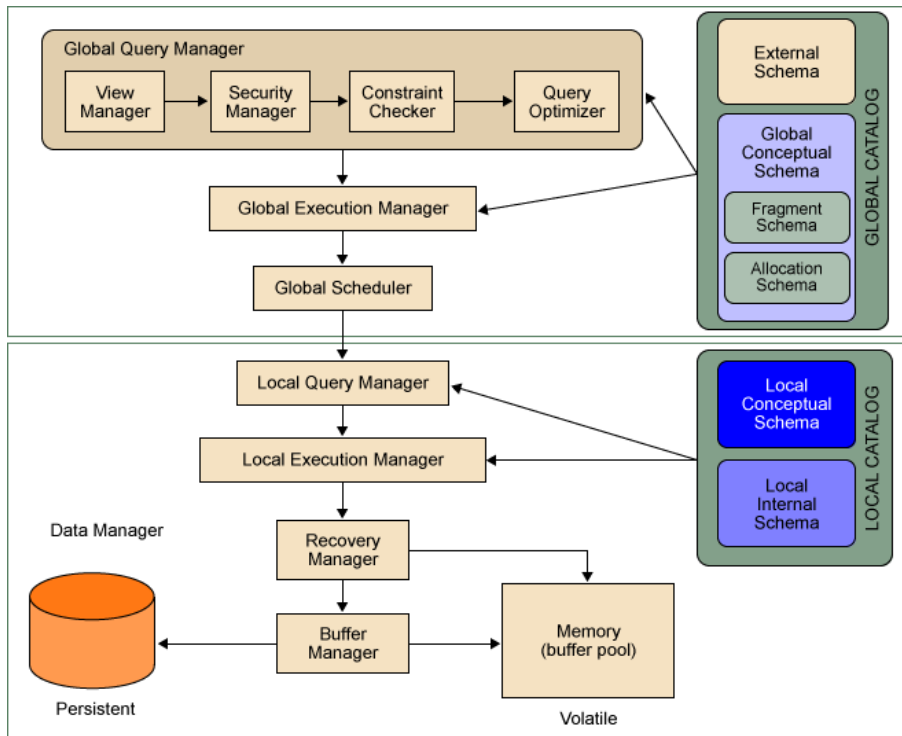 Global Query Manager
View
Manager
Security
Manager
Constraint
Checker
Query
Optimizer
Global Execution Manager
Global Scheduler
External
Schema
Global
Conceptual
Schema
Fragment
Schema
Allocation
Schema
GLOBAL CATALOG
Local Query Manager
Local Execution Manager
Local
Conceptual
Schema
Local
Internal
Schema
LOCAL CATALOG
Data Manager
Recovery
Manager
Buffer
Manager
Memory
(buffer pool)
Persistent
Volatile